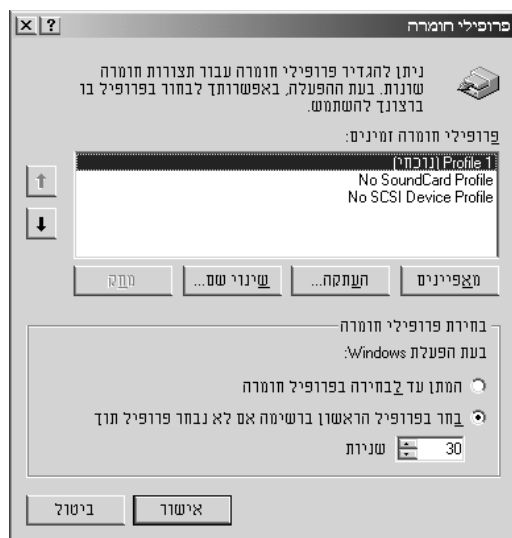 פרופילי חומרה
ניתן להגדיר פרופילי חומרה עבור תצורות חומרה
שונות. בעת ההפעלה, באפשרותך לבחור בפרופיל בו
ברצונך להשתמש.
פרופילי חומרה זמינים:
Profile 1 (נוכחי)
No SoundCard Profile
No SCSI Device Profile
מאפיינים
העתקה...
שינוי שם...
מחק
בחירת פרופילי חומרה
בעת הפעלת Windows:
המתן עד לבחירה בפרופיל חומרה
בחר בפרופיל הראשון ברשימה אם לא נבחר פרופיל תוך
30 שניות
אישור
ביטול